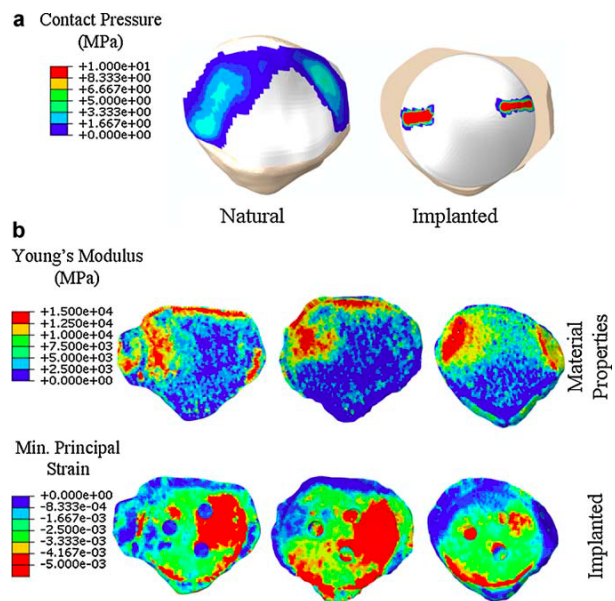 a
Contact Pressure
(MPa)
+1.000e+01
+8.333e+00
+6.667e+00
+5.000e+00
+3.333e+00
+1.667e+00
+0.000e+00
Natural
Implanted
b
Young's Modulus
(MPa)
+1.500e+04
+1.250e+04
+1.000e+04
+7.500e+03
+5.000e+03
+2.500e+03
+0.000e+00
Material
Properties
Min. Principal
Strain
+0.000e+00
-8.333e-04
-1.667e-03
-2.500e-03
-3.333e-03
-4.167e-03
-5.000e-03
Implanted